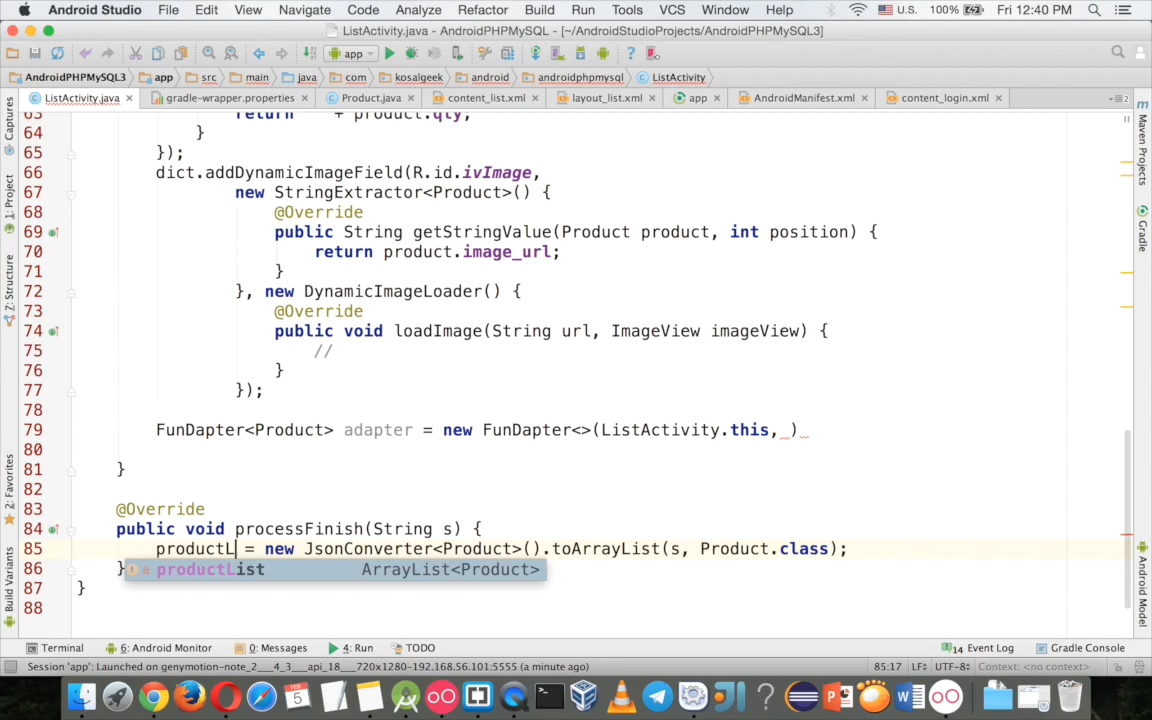 Android Studio File Edit View Navigate Code Analyze Refactor Build Run Tools VCS Window Help U.S. 100% Fri 12:40 PM
ListActivity.java - AndroidPHPMySQL - [~/AndroidStudioProjects/AndroidPHPMySQL3]
app
AndroidPHPMySQL3 app src main java com kosalgeek android androidphpmysql ListActivity
ListActivity.java gradle-wrapper.properties Product.java content_list.xml layout_list.xml app AndroidManifest.xml content_login.xml
Captures
1: Project
Z: Structure
2: Favorites
Build Variants
63 return "" + product.qty;
64 }
65 });
66 dict.addDynamicImageField(R.id.ivImage,
67 new StringExtractor<Product>() {
68 @Override
69 public String getStringValue(Product product, int position) {
70 return product.image_url;
71 }
72 }, new DynamicImageLoader() {
73 @Override
74 public void loadImage(String url, ImageView imageView) {
75 //
76 }
77 });
78
79 FunDapter<Product> adapter = new FunDapter<>(ListActivity.this, )
80
81 }
82
83 @Override
84 public void processFinish(String s) {
85 productL = new JsonConverter<Product>().toArrayList(s, Product.class);
86 }
productList ArrayList<Product>
87 }
88
Maven Projects
Gradle
Android Model
Terminal 6: Android Monitor 0: Messages 4: Run TODO 14 Event Log Gradle Console
Session 'app': Launched on genymotion-note_2___4_3___api_18___720x1280-192.168.56.101:5555 (a minute ago) 85:17 LF÷ UTF-8÷ Context: <no context>
FEB 5